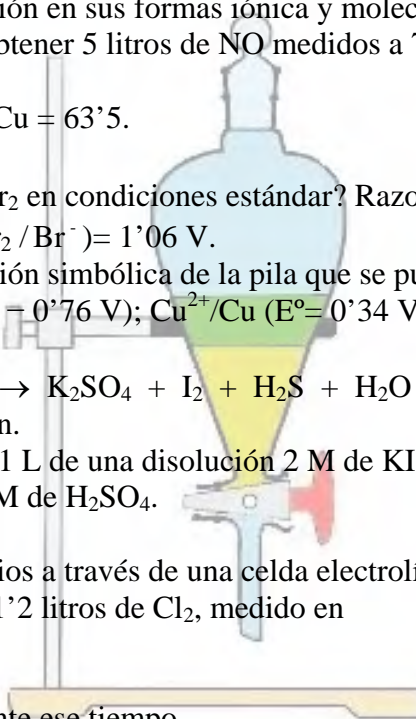 ión en sus formas iónica y molec
btener 5 litros de NO medidos a
Cu = 63'5.
r₂ en condiciones estándar? Razo
r₂ / Br⁻ )= 1'06 V.
ión simbólica de la pila que se pu
− 0'76 V); Cu²⁺/Cu (Eº= 0'34 V
→ K₂SO₄ + I₂ + H₂S + H₂O
n.
1 L de una disolución 2 M de KI
M de H₂SO₄.
ios a través de una celda electrolí
1'2 litros de Cl₂, medido en
nte ese tiempo